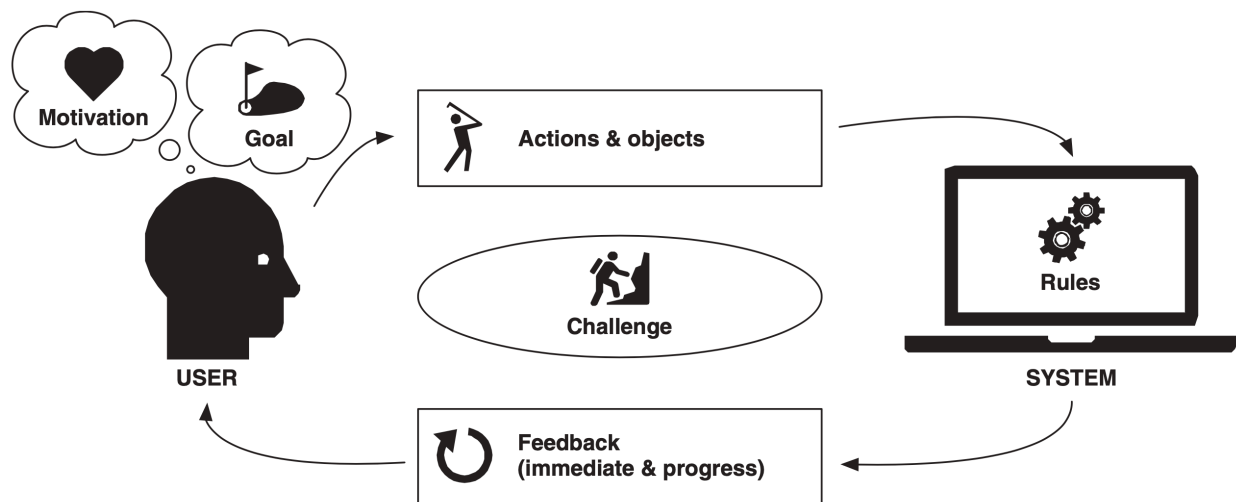 Motivation
Goal
Actions & objects
Rules
Challenge
USER
SYSTEM
Feedback
(immediate & progress)